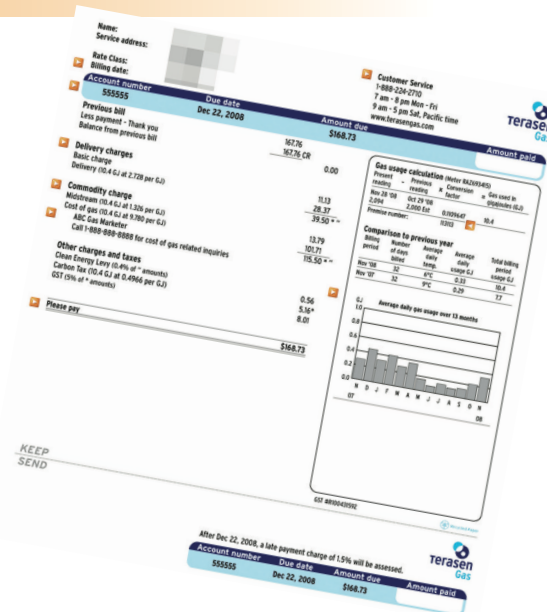 Name:
Service address:
Rate Class:
Billing date:
Customer Service
1-888-224-2710
7 am - 8 pm Mon - Fri
9 am - 5 pm Sat, Pacific time
www.terasengas.com
Terasen
Gas
Account number Due date Amount due Amount paid
555555 Dec 22, 2008 $168.73
Previous bill 167.76
Less payment - Thank you 167.76 CR
Balance from previous bill 0.00
Delivery charges
Basic charge 11.13
Delivery (10.4 GJ at 2.728 per GJ) 28.37
39.50 * *
Commodity charge
Midstream (10.4 GJ at 1.326 per GJ) 13.79
Cost of gas (10.4 GJ at 9.780 per GJ) 101.71
ABC Gas Marketer 115.50 * *
Call 1-888-888-8888 for cost of gas related inquiries
Other charges and taxes
Clean Energy Levy (0.4% of * amounts) 0.56
Carbon Tax (10.4 GJ at 0.4966 per GJ) 5.16*
GST (5% of * amounts) 8.01
Please pay $168.73
Gas usage calculation (Meter RAZ693415)
Present reading - Previous reading x Conversion factor = Gas used in Gigajoules (GJ)
Nov 28 '08 Oct 29 '08
2,094 2,000 Est 0.1109647 10.4
Premise number: 113113
Comparison to previous year
Billing period Number of days billed Average daily temp. Average daily usage GJ Total billing period usage GJ
Nov '08 32 6°C 0.33 10.4
Nov '07 32 9°C 0.29 7.7
GJ Average daily gas usage over 13 months
1.0
0.8
0.6
0.4
0.2
0.0
N D J F M A M J J A S O N
07 08
KEEP
SEND
After Dec 22, 2008, a late payment charge of 1.5% will be assessed.
Terasen
Gas
Account number Due date Amount due Amount paid
555555 Dec 22, 2008 $168.73